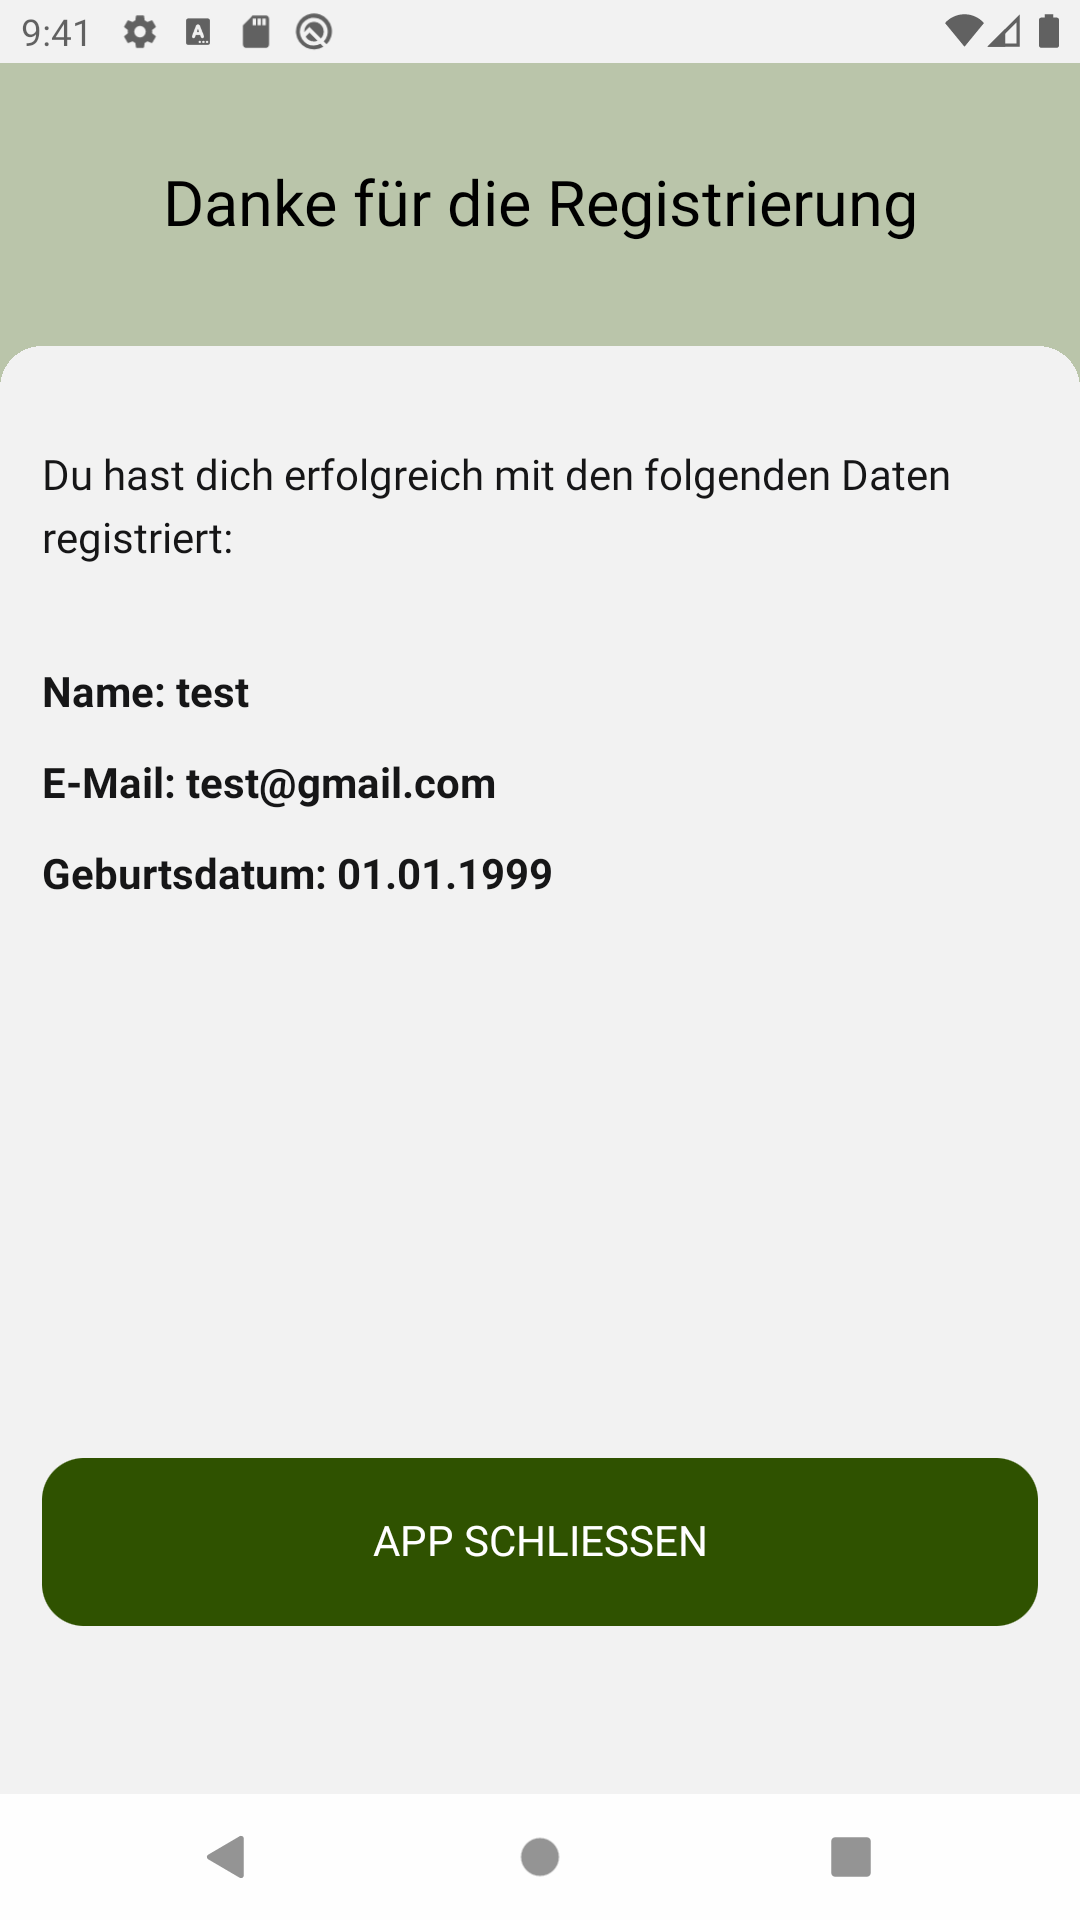 9:41
Danke für die Registrierung
Du hast dich erfolgreich mit den folgenden Daten
registriert:
Name: test
E-Mail: test@gmail.com
Geburtsdatum: 01.01.1999
APP SCHLIESSEN